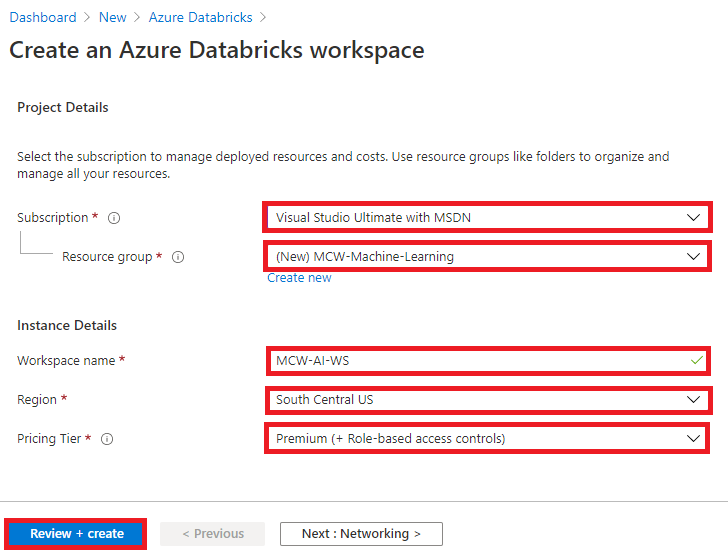 Dashboard > New > Azure Databricks >
Create an Azure Databricks workspace
Project Details
Select the subscription to manage deployed resources and costs. Use resource groups like folders to organize and
manage all your resources.
Subscription * Visual Studio Ultimate with MSDN
Resource group * (New) MCW-Machine-Learning
Create new
Instance Details
Workspace name * MCW-AI-WS
Region * South Central US
Pricing Tier * Premium (+ Role-based access controls)
Review + create < Previous Next : Networking >